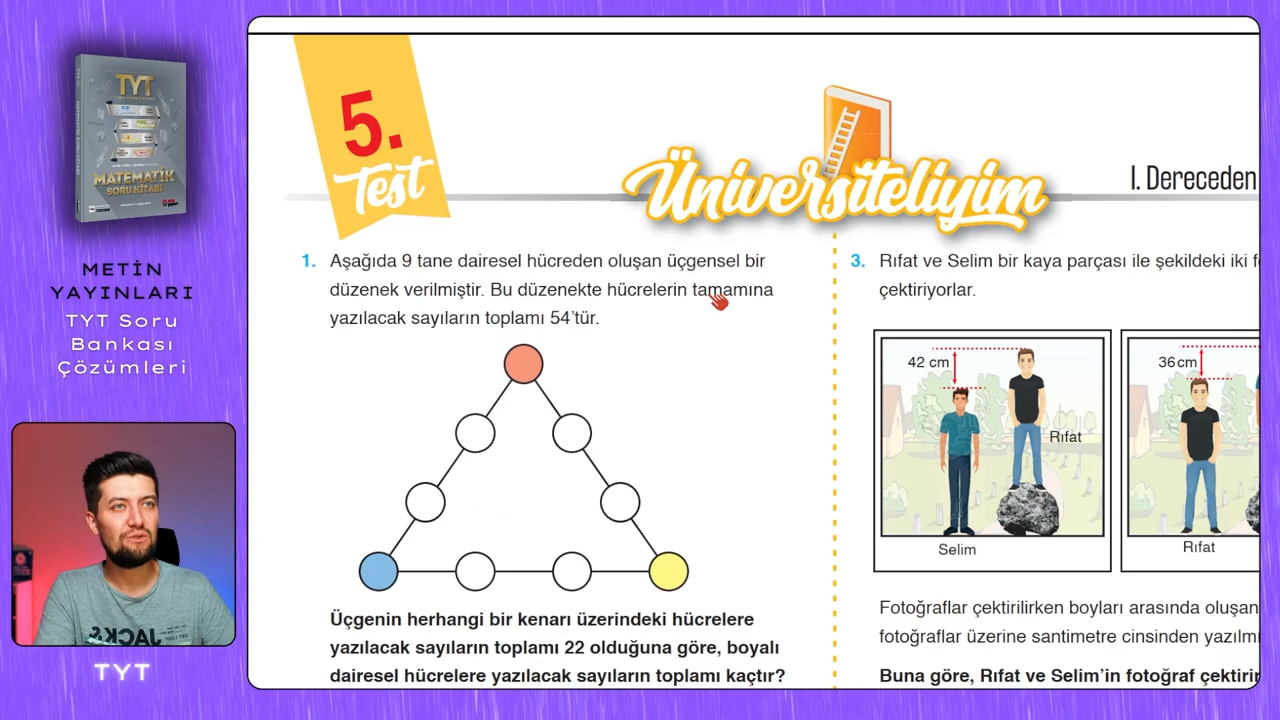 TYT
MATEMATİK
SORU KİTABI
METİN
YAYINLARI
TYT Soru
Bankası
Çözümleri
TYT
JACK&
5.
Test
Üniversiteliyim
I. Dereceden
1. Aşağıda 9 tane dairesel hücreden oluşan üçgensel bir
düzenek verilmiştir. Bu düzenekte hücrelerin tamamına
yazılacak sayıların toplamı 54'tür.
Üçgenin herhangi bir kenarı üzerindeki hücrelere
yazılacak sayıların toplamı 22 olduğuna göre, boyalı
dairesel hücrelere yazılacak sayıların toplamı kaçtır?
3. Rıfat ve Selim bir kaya parçası ile şekildeki iki
çektiriyorlar.
42 cm
Rıfat
Selim
36 cm
Rıfat
Fotoğraflar çektirilirken boyları arasında oluşan
fotoğraflar üzerine santimetre cinsinden
Buna göre, Rıfat ve Selim'in fotoğraf